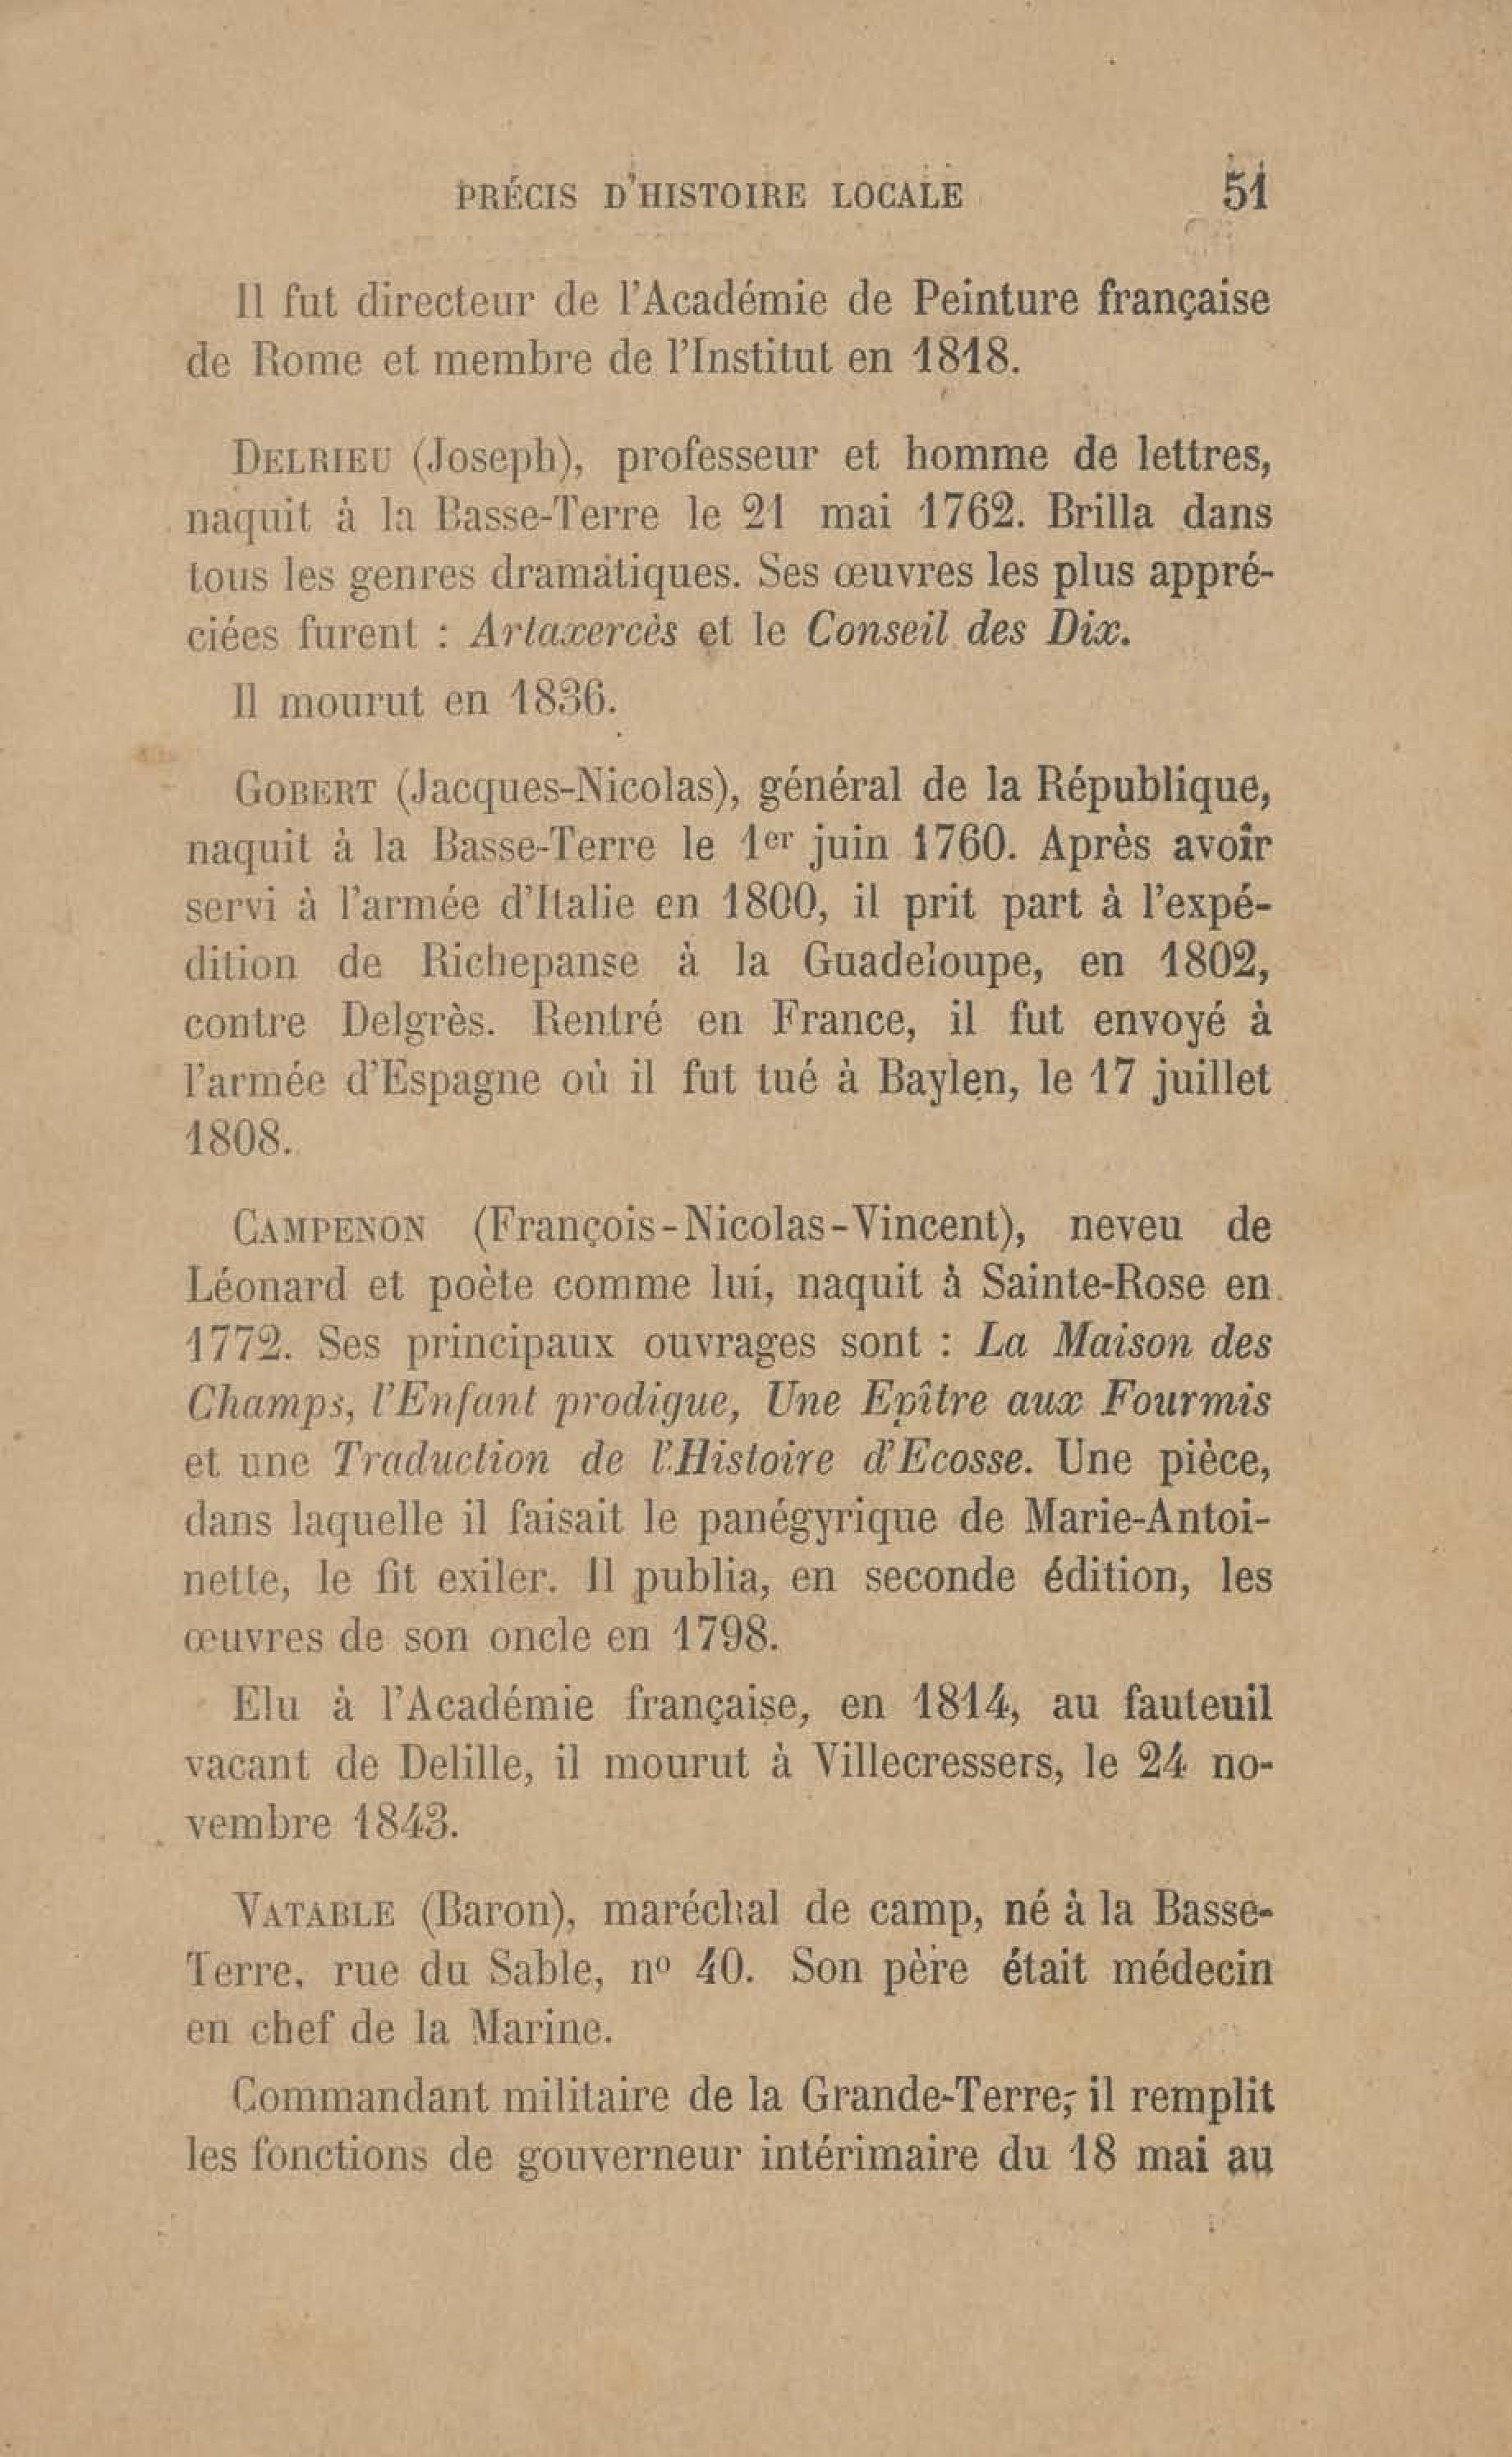 PRÉCIS D'HISTOIRE LOCALE 51
Il fut directeur de l'Académie de Peinture française
de Rome et membre de l'Institut en 1818.
DELRIEU (Joseph), professeur et homme de lettres,
naquit à la Basse-Terre le 21 mai 1762. Brilla dans
tous les genres dramatiques. Ses œuvres les plus appré-
ciées furent : Artaxercès et le Conseil des Dix.
Il mourut en 1836.
GOBERT (Jacques-Nicolas), général de la République,
naquit à la Basse-Terre le 1er juin 1760. Après avoir
servi à l'armée d'Italie en 1800, il prit part à l'expé-
dition de Richepanse à la Guadeloupe, en 1802,
contre Delgrès. Rentré en France, il fut envoyé à
l'armée d'Espagne où il fut tué à Baylen, le 17 juillet
1808.
CAMPENON (François-Nicolas-Vincent), neveu de
Léonard et poète comme lui, naquit à Sainte-Rose en
1772. Ses principaux ouvrages sont : La Maison des
Champs, l'Enfant prodigue, Une Epître aux Fourmis
et une Traduction de l'Histoire d'Ecosse. Une pièce,
dans laquelle il faisait le panégyrique de Marie-Antoi-
nette, le fit exiler. Il publia, en seconde édition, les
œuvres de son oncle en 1798.
Elu à l'Académie française, en 1814, au fauteuil
vacant de Delille, il mourut à Villecressers, le 24 no-
vembre 1843.
VATABLE (Baron), maréchal de camp, né à la Basse-
Terre, rue du Sable, nº 40. Son père était médecin
en chef de la Marine.
Commandant militaire de la Grande-Terre, il remplit
les fonctions de gouverneur intérimaire du 18 mai au